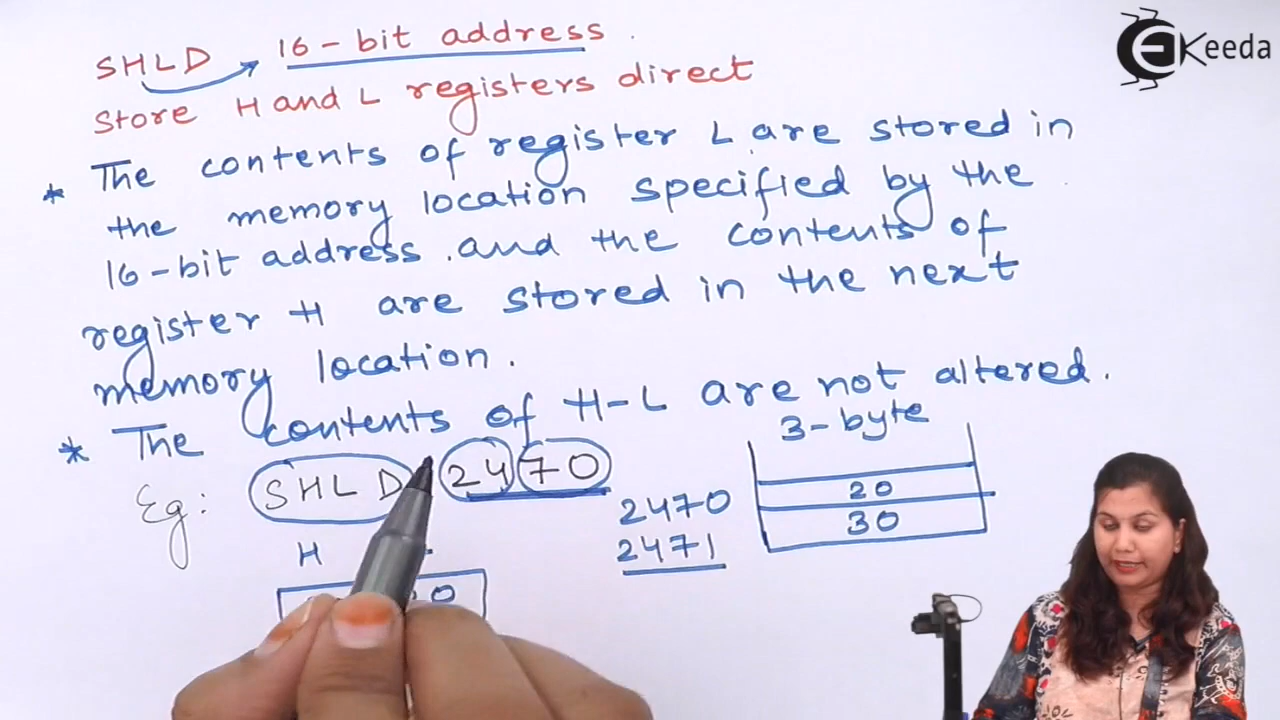 SHLD 16-bit address.
Store H and L registers direct
* The contents of register L are stored in
the memory location specified by the
16-bit address. and the contents of
register H are stored in the next
memory location.
* The contents of H-L are not altered.
3-byte
Eg: SHLD 2470
2470 20
2471 30
H
0
EKeeda